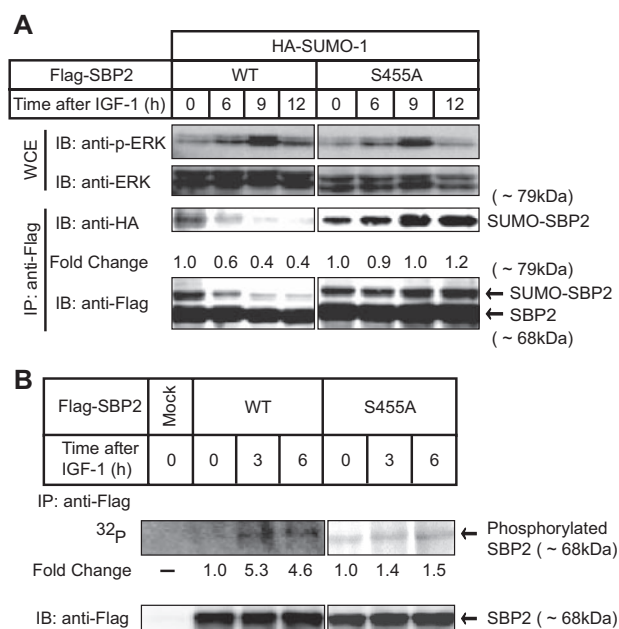 A
HA-SUMO-1
Flag-SBP2 WT S455A
Time after IGF-1 (h) 0 6 9 12 0 6 9 12
WCE
IB: anti-p-ERK
IB: anti-ERK
( ~ 79kDa)
IP: anti-Flag
IB: anti-HA SUMO-SBP2
Fold Change 1.0 0.6 0.4 0.4 1.0 0.9 1.0 1.2 ( ~ 79kDa)
IB: anti-Flag ← SUMO-SBP2
← SBP2
( ~ 68kDa)
B
Flag-SBP2 Mock WT S455A
Time after
IGF-1 (h) 0 0 3 6 0 3 6
IP: anti-Flag
32P ← Phosphorylated
SBP2 ( ~ 68kDa)
Fold Change – 1.0 5.3 4.6 1.0 1.4 1.5
IB: anti-Flag ← SBP2 ( ~ 68kDa)